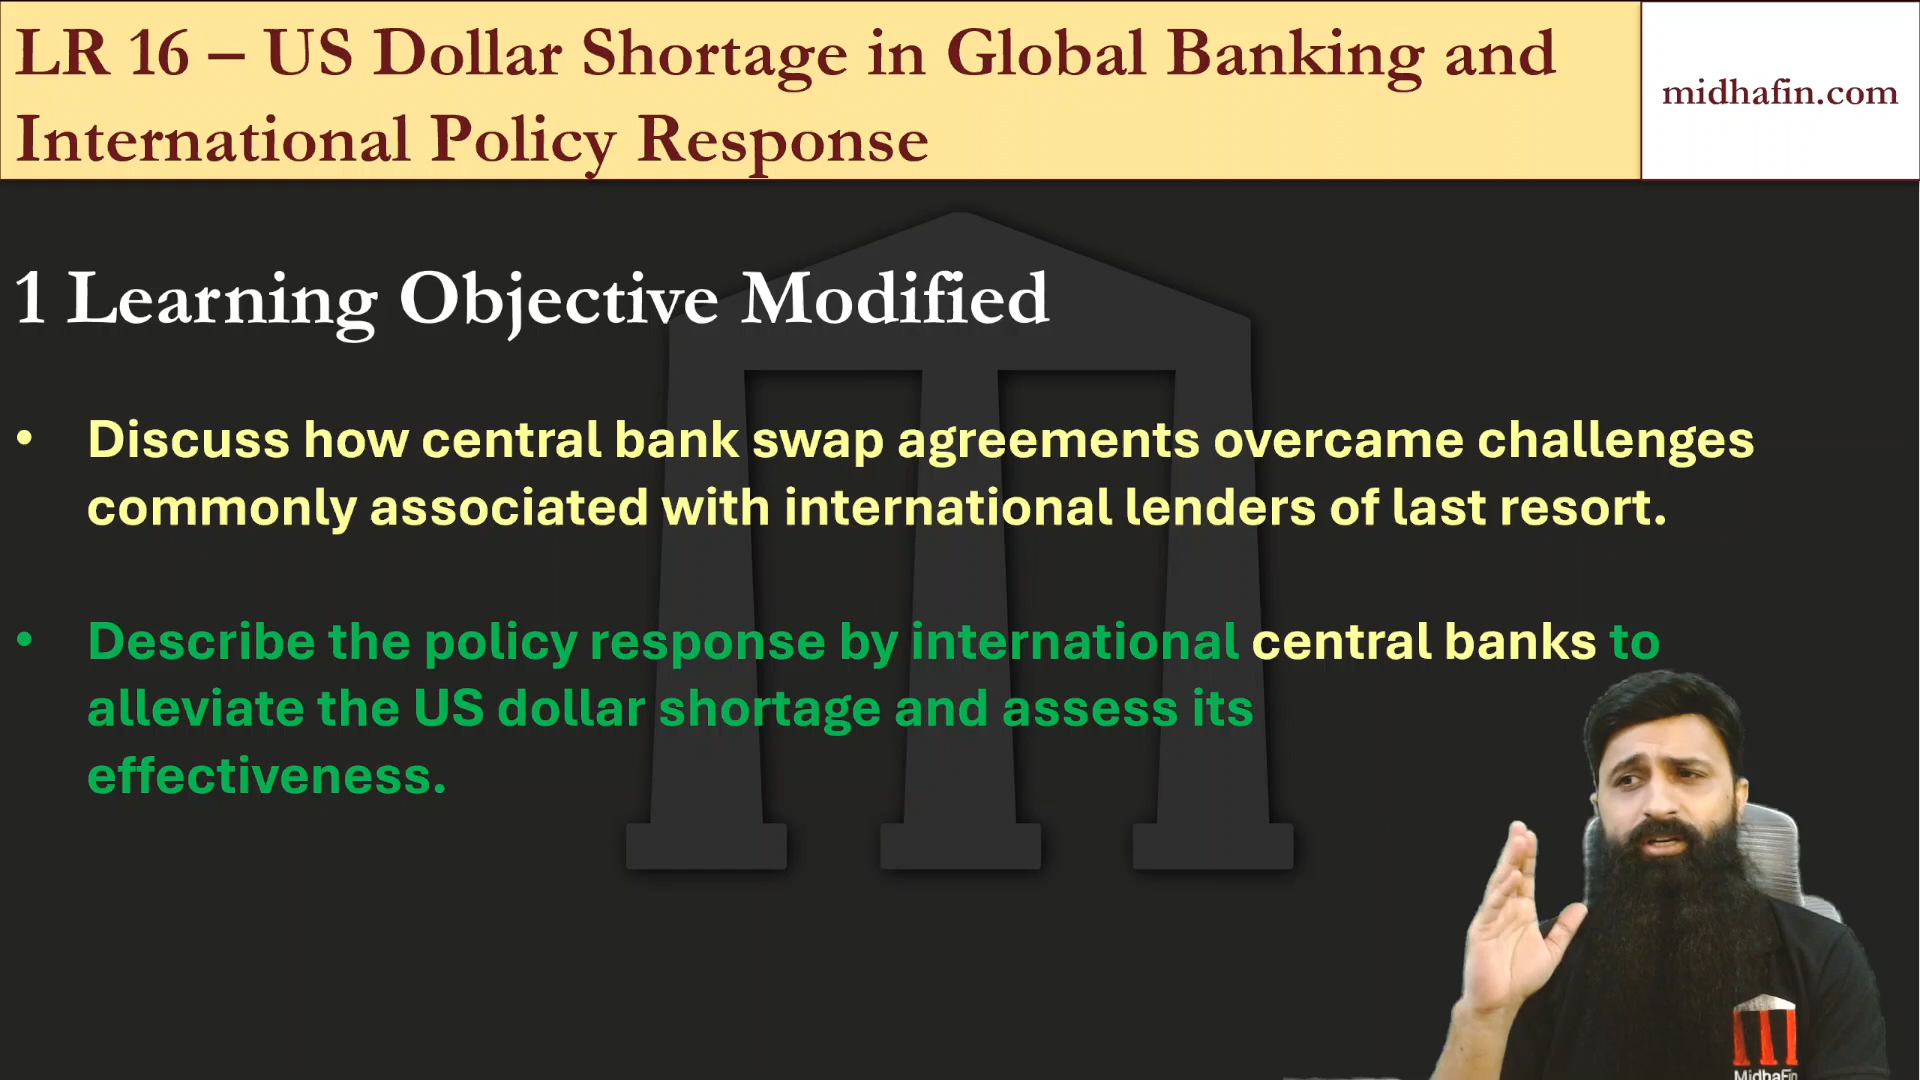 LR 16 – US Dollar Shortage in Global Banking and
International Policy Response
midhafin.com
1 Learning Objective Modified
• Discuss how central bank swap agreements overcame challenges
commonly associated with international lenders of last resort.
• Describe the policy response by international central banks to
alleviate the US dollar shortage and assess its
effectiveness.
MidhaFin